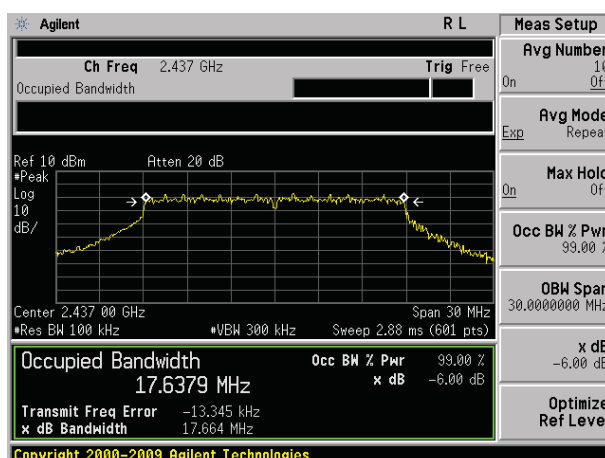 Agilent R L Meas Setup
Ch Freq 2.437 GHz Trig Free
Occupied Bandwidth
Avg Number
10
On Off
Avg Mode
Exp Repeat
Ref 10 dBm Atten 20 dB
#Peak
Log
10
dB/
Max Hold
On Off
Occ BW % Pwr
99.00 %
OBW Span
30.0000000 MHz
Center 2.437 00 GHz Span 30 MHz
#Res BW 100 kHz #VBW 300 kHz Sweep 2.88 ms (601 pts)
x dB
-6.00 dB
Occupied Bandwidth Occ BW % Pwr 99.00 %
17.6379 MHz x dB -6.00 dB
Transmit Freq Error -13.345 kHz
x dB Bandwidth 17.664 MHz
Optimize
Ref Level
Copyright 2000-2009 Agilent Technologies